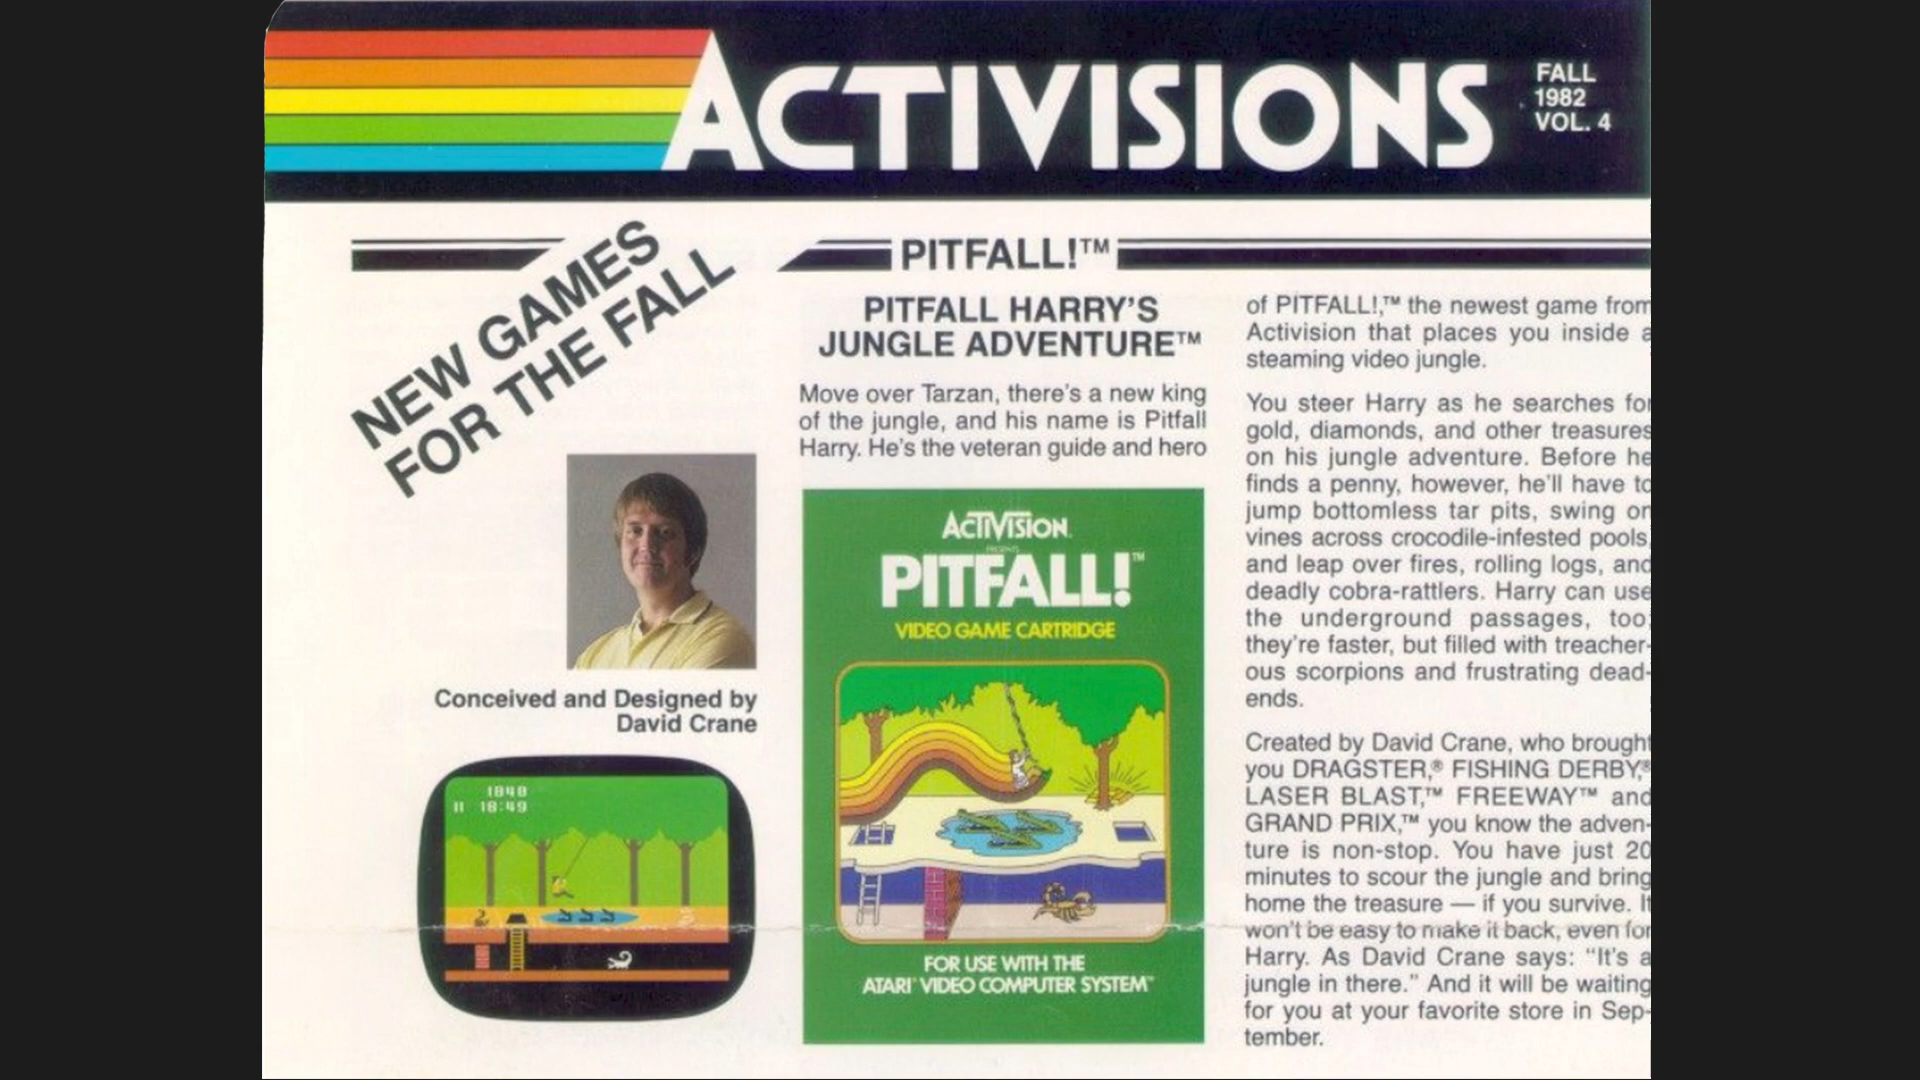 ACTIVISIONS
FALL
1982
VOL. 4
NEW GAMES
FOR THE FALL
Conceived and Designed by
David Crane
1848
18:49
PITFALL!™
PITFALL HARRY'S
JUNGLE ADVENTURE™
Move over Tarzan, there's a new king
of the jungle, and his name is Pitfall
Harry. He's the veteran guide and hero
ACTIVISION
PRESENTS
PITFALL!™
VIDEO GAME CARTRIDGE
FOR USE WITH THE
ATARI® VIDEO COMPUTER SYSTEM™
of PITFALL!,™ the newest game from
Activision that places you inside a
steaming video jungle.
You steer Harry as he searches for
gold, diamonds, and other treasures
on his jungle adventure. Before he
finds a penny, however, he'll have to
jump bottomless tar pits, swing on
vines across crocodile-infested pools,
and leap over fires, rolling logs, and
deadly cobra-rattlers. Harry can use
the underground passages, too;
they're faster, but filled with treacher-
ous scorpions and frustrating dead-
ends.
Created by David Crane, who brought
you DRAGSTER,® FISHING DERBY,®
LASER BLAST,™ FREEWAY™ and
GRAND PRIX,™ you know the adven-
ture is non-stop. You have just 20
minutes to scour the jungle and bring
home the treasure — if you survive. It
won't be easy to make it back, even for
Harry. As David Crane says: “It's a
jungle in there.” And it will be waiting
for you at your favorite store in Sep-
tember.